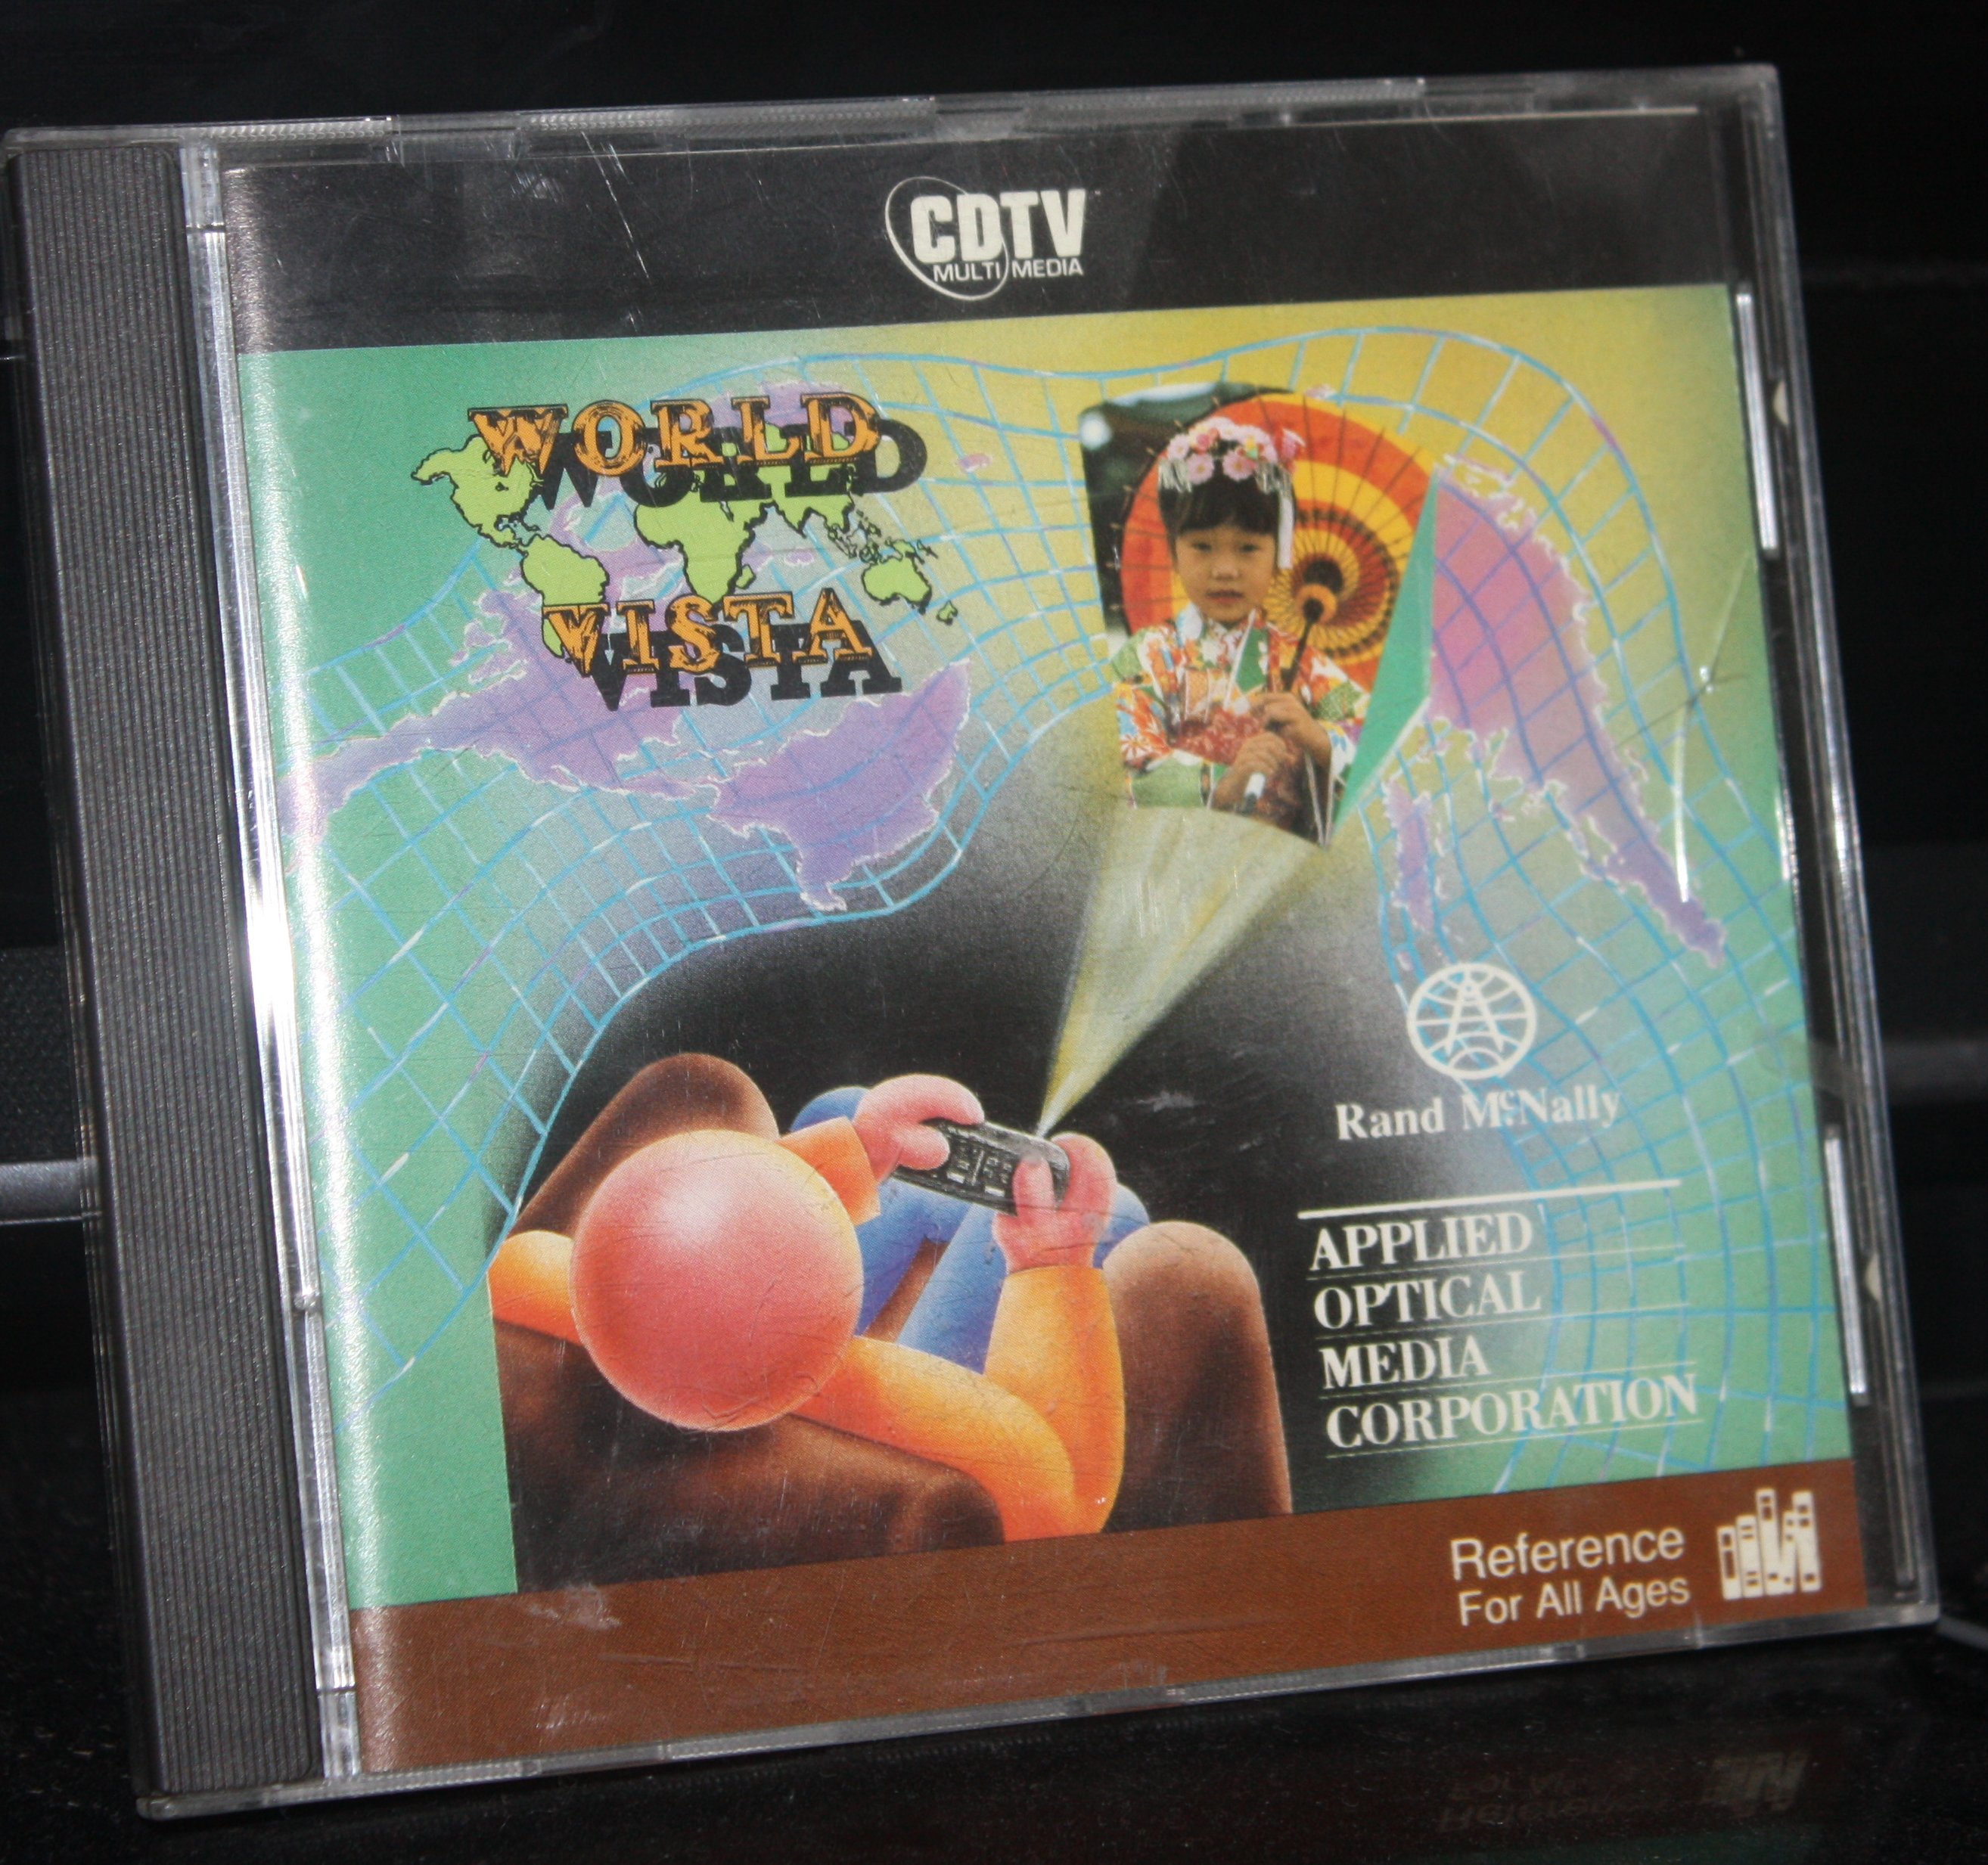 CDTV
MULTI MEDIA
WORLD
VISTA
Rand McNally
APPLIED
OPTICAL
MEDIA
CORPORATION
Reference
For All Ages